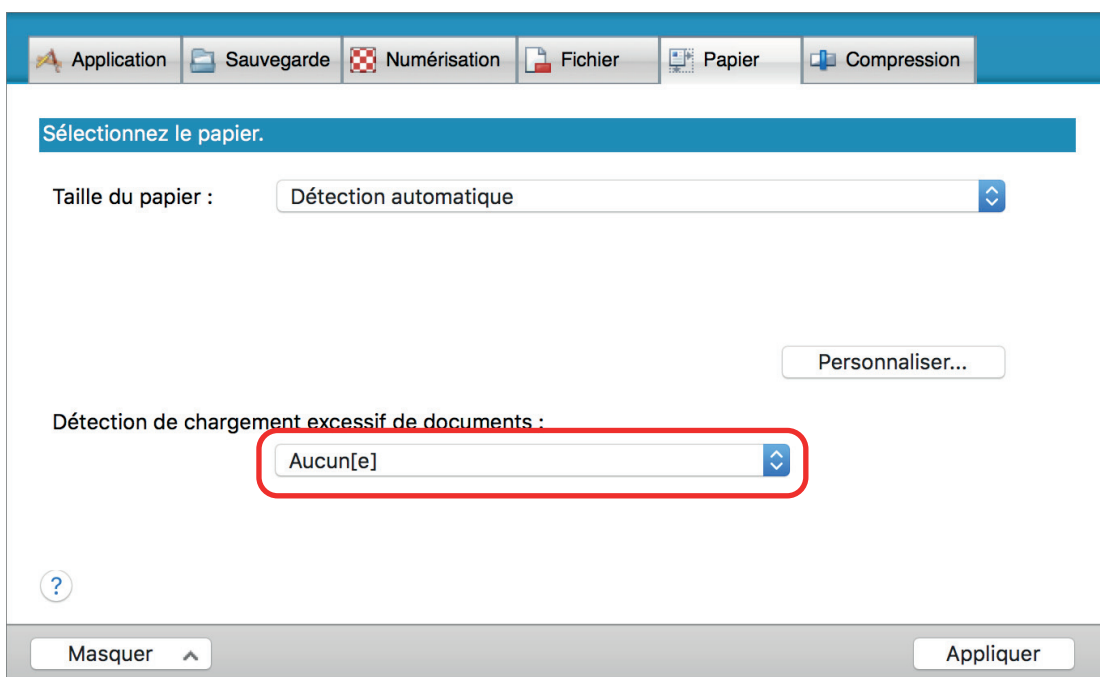 Application Sauvegarde Numérisation Fichier Papier Compression
Sélectionnez le papier.
Taille du papier : Détection automatique
Personnaliser...
Détection de chargement excessif de documents :
Aucun[e]
?
Masquer Appliquer